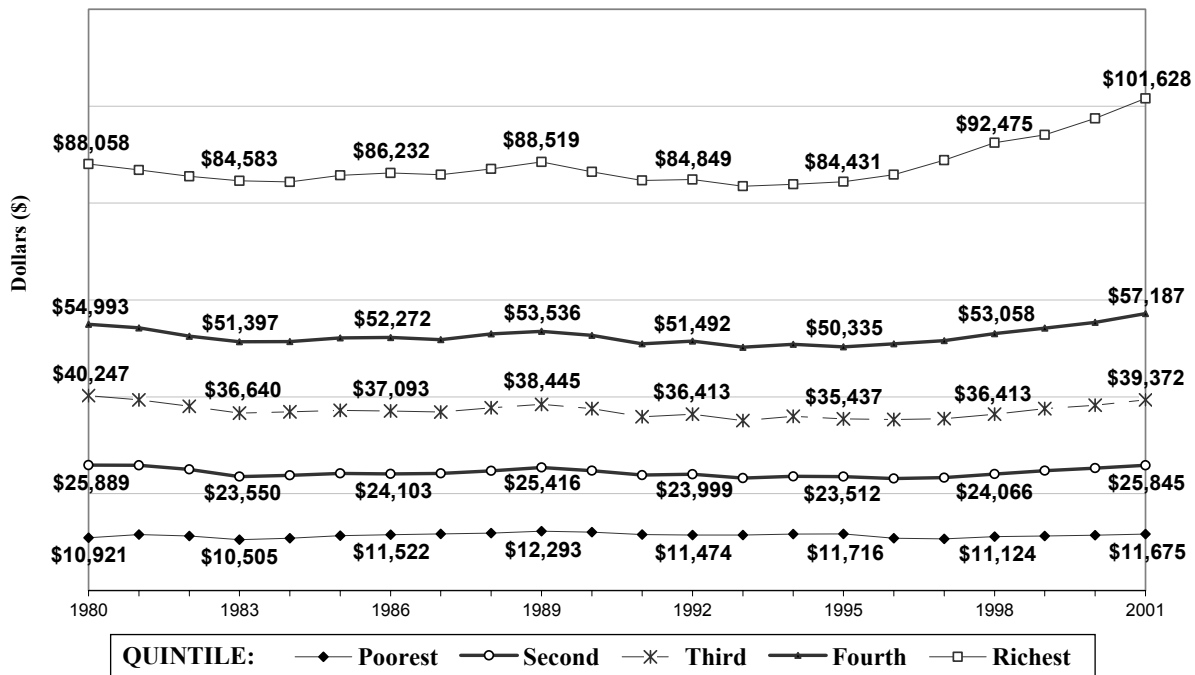 Dollars ($)
$101,628
$88,058 $84,583 $86,232 $88,519 $84,849 $84,431 $92,475
$54,993 $51,397 $52,272 $53,536 $51,492 $50,335 $53,058 $57,187
$40,247 $36,640 $37,093 $38,445 $36,413 $35,437 $36,413 $39,372
$25,889 $23,550 $24,103 $25,416 $23,999 $23,512 $24,066 $25,845
$10,921 $10,505 $11,522 $12,293 $11,474 $11,716 $11,124 $11,675
1980 1983 1986 1989 1992 1995 1998 2001
QUINTILE: Poorest Second Third Fourth Richest